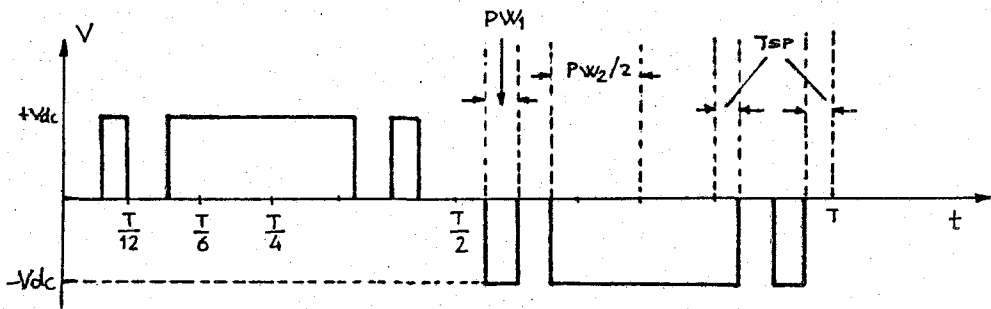 V
PW1
TSP
PW2/2
+Vdc
T/12
T/6
T/4
T/2
T
t
-Vdc